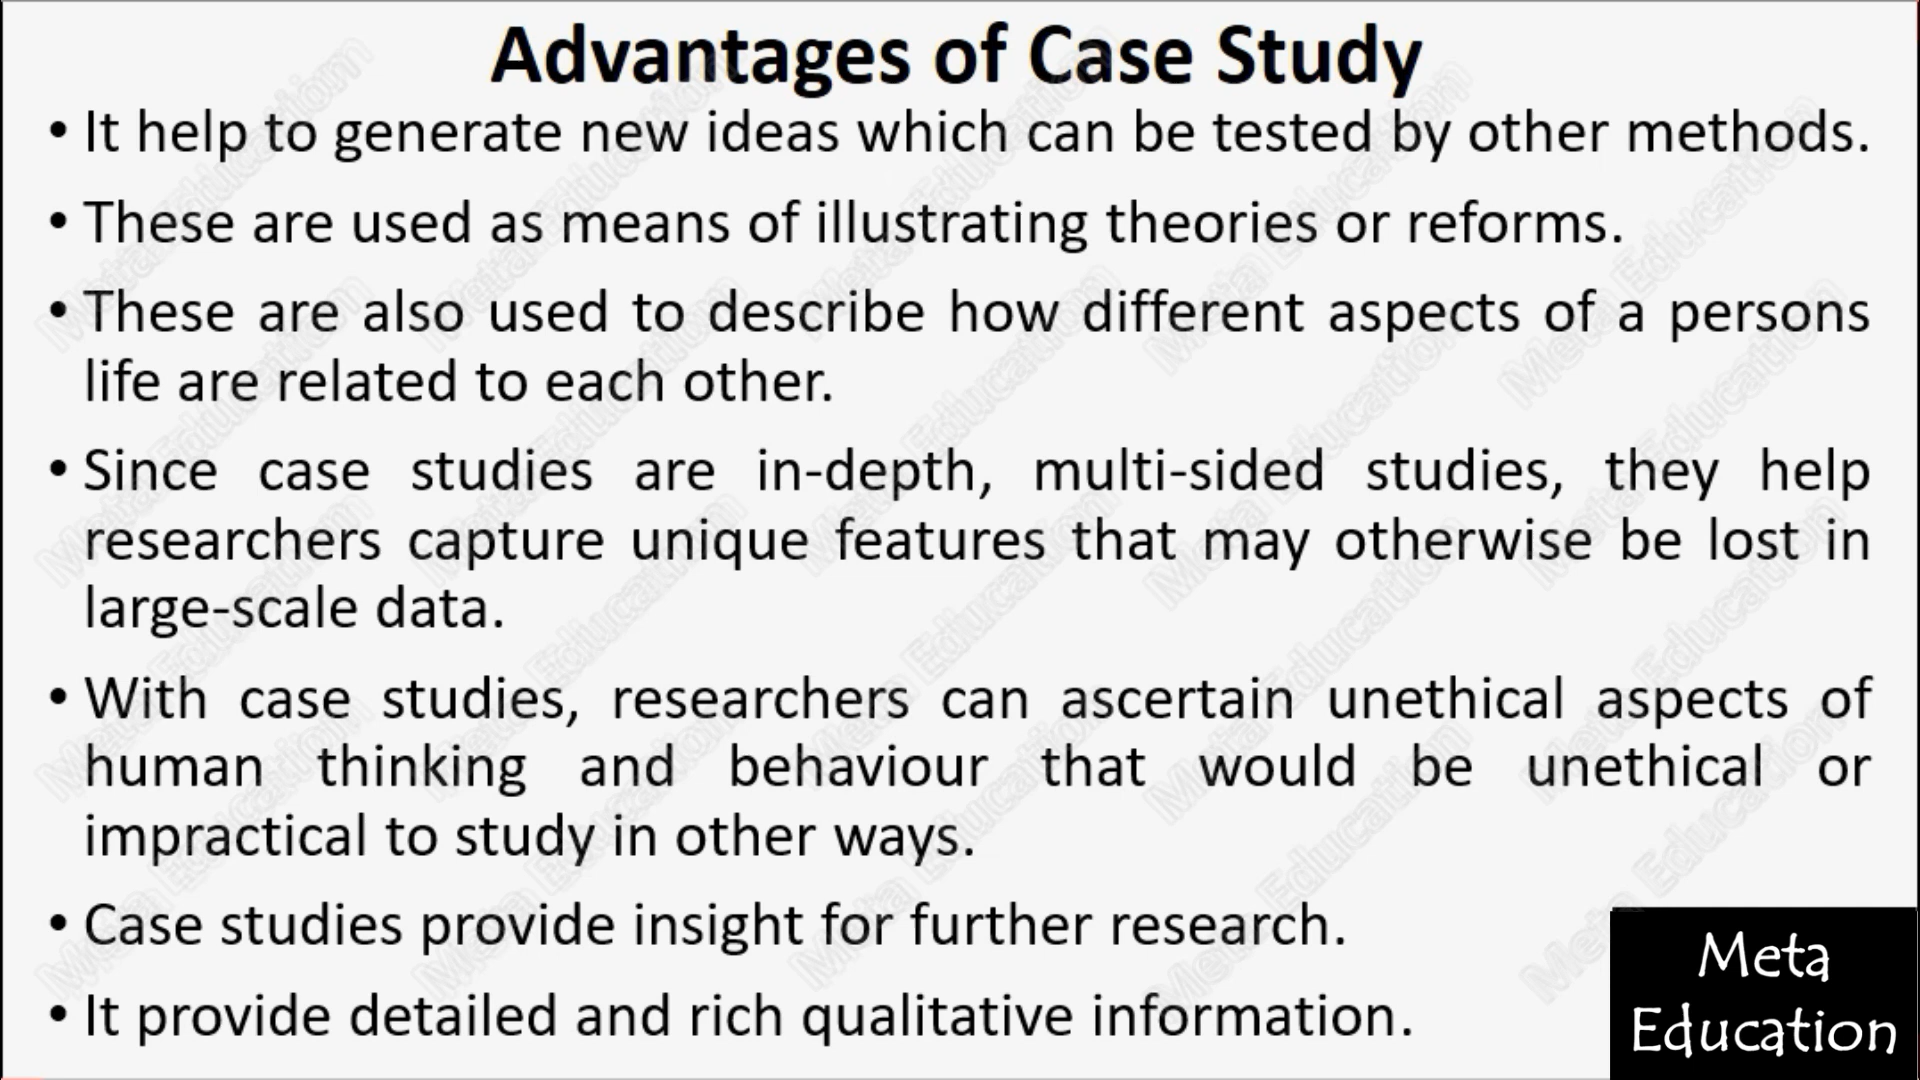 Advantages of Case Study
• It help to generate new ideas which can be tested by other methods.
• These are used as means of illustrating theories or reforms.
• These are also used to describe how different aspects of a persons
life are related to each other.
• Since case studies are in-depth, multi-sided studies, they help
researchers capture unique features that may otherwise be lost in
large-scale data.
• With case studies, researchers can ascertain unethical aspects of
human thinking and behaviour that would be unethical or
impractical to study in other ways.
• Case studies provide insight for further research.
• It provide detailed and rich qualitative information.
Meta
Education